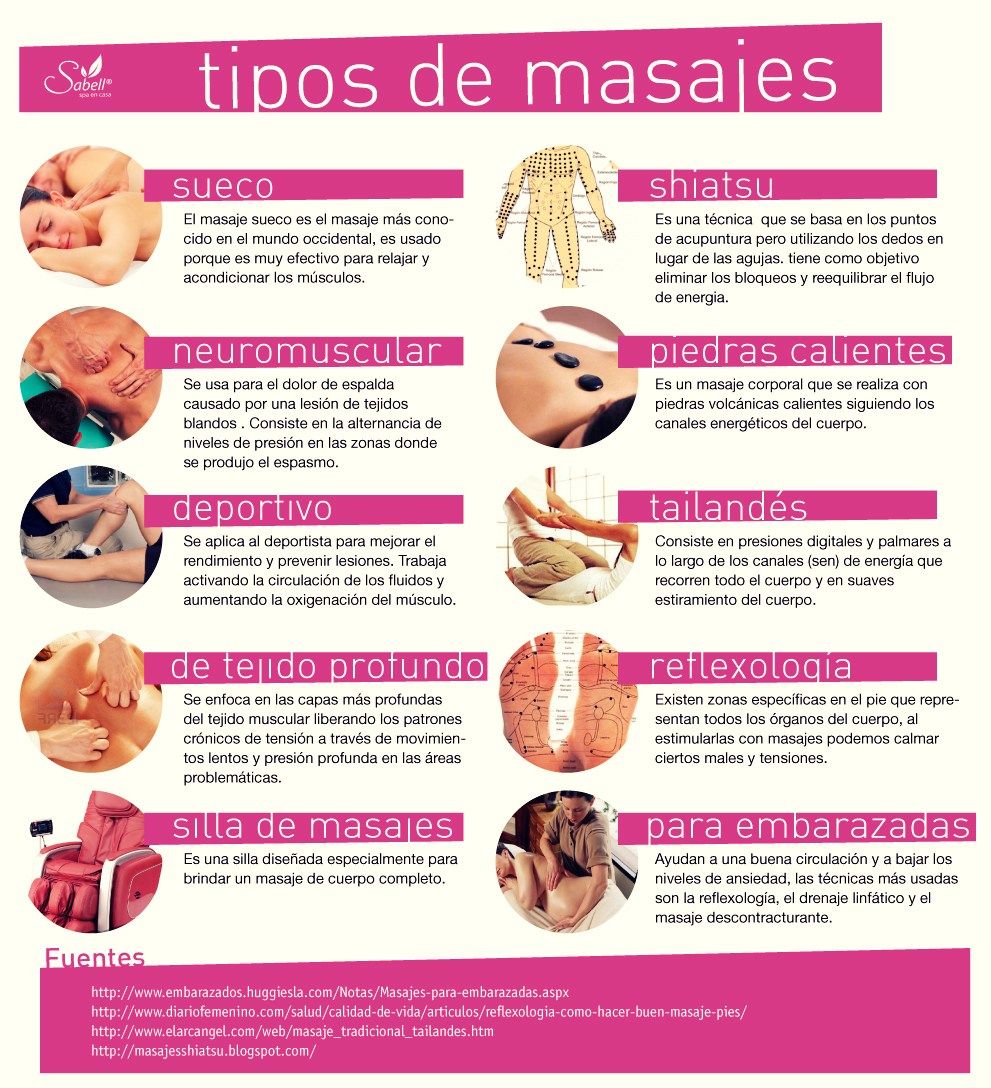 Sabell®
spa en casa
tipos de masajes
sueco
El masaje sueco es el masaje más cono-
cido en el mundo occidental, es usado
porque es muy efectivo para relajar y
acondicionar los músculos.
neuromuscular
Se usa para el dolor de espalda
causado por una lesión de tejidos
blandos . Consiste en la alternancia de
niveles de presión en las zonas donde
se produjo el espasmo.
deportivo
Se aplica al deportista para mejorar el
rendimiento y prevenir lesiones. Trabaja
activando la circulación de los fluidos y
aumentando la oxigenación del músculo.
de tejido profundo
Se enfoca en las capas más profundas
del tejido muscular liberando los patrones
crónicos de tensión a través de movimien-
tos lentos y presión profunda en las áreas
problemáticas.
silla de masajes
Es una silla diseñada especialmente para
brindar un masaje de cuerpo completo.
shiatsu
Es una técnica que se basa en los puntos
de acupuntura pero utilizando los dedos en
lugar de las agujas. tiene como objetivo
eliminar los bloqueos y reequilibrar el flujo
de energia.
piedras calientes
Es un masaje corporal que se realiza con
piedras volcánicas calientes siguiendo los
canales energéticos del cuerpo.
tailandés
Consiste en presiones digitales y palmares a
lo largo de los canales (sen) de energía que
recorren todo el cuerpo y en suaves
estiramiento del cuerpo.
reflexología
Existen zonas específicas en el pie que repre-
sentan todos los órganos del cuerpo, al
estimularlas con masajes podemos calmar
ciertos males y tensiones.
para embarazadas
Ayudan a una buena circulación y a bajar los
niveles de ansiedad, las técnicas más usadas
son la reflexología, el drenaje linfático y el
masaje descontracturante.
Fuentes
http://www.embarazados.huggiesla.com/Notas/Masajes-para-embarazadas.aspx
http://www.diariofemenino.com/salud/calidad-de-vida/articulos/reflexologia-como-hacer-buen-masaje-pies/
http://www.elarcangel.com/web/masaje_tradicional_tailandes.htm
http://masajesshiatsu.blogspot.com/